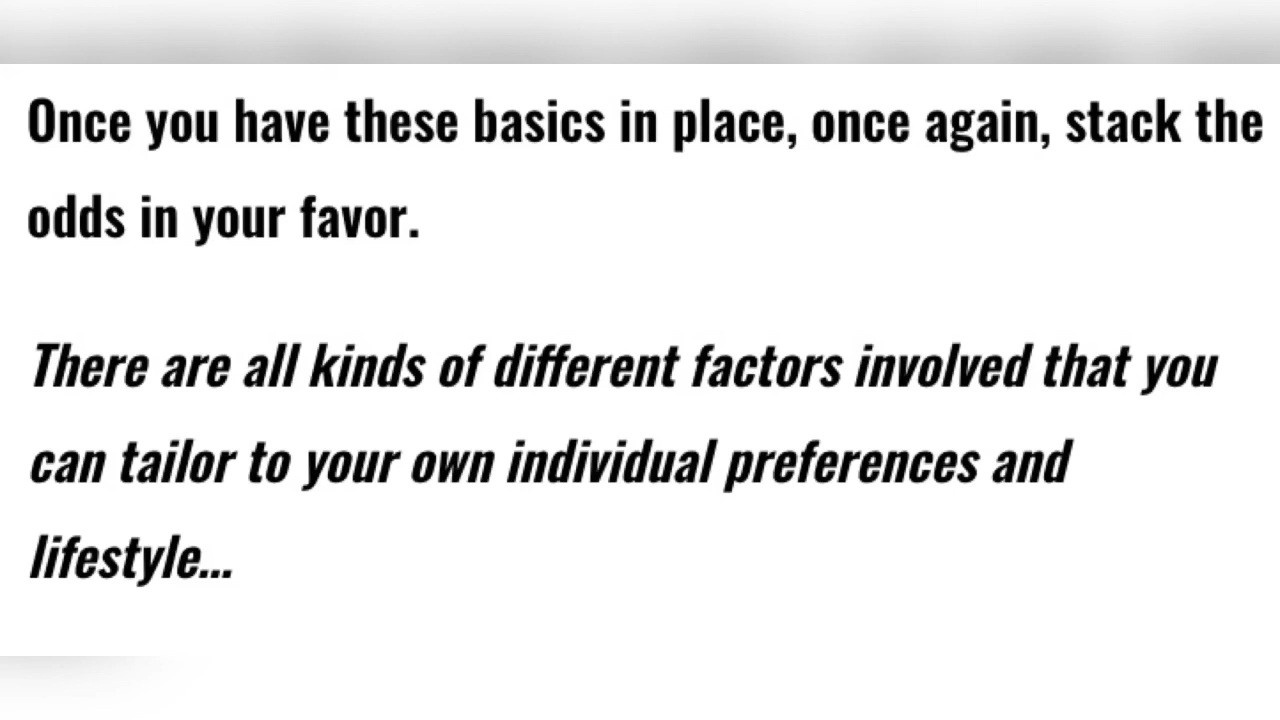 Once you have these basics in place, once again, stack the
odds in your favor.
There are all kinds of different factors involved that you
can tailor to your own individual preferences and
lifestyle...